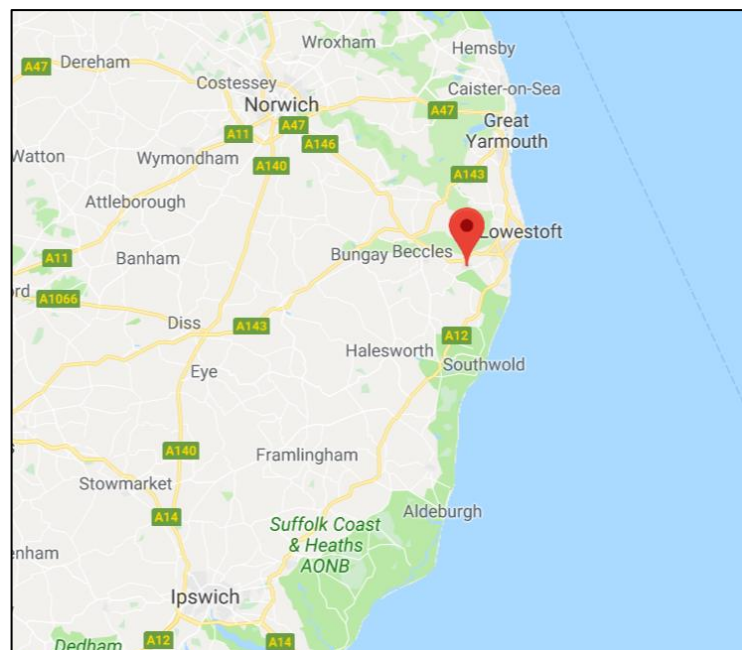 Wroxham
Hemsby
A47
Dereham
Costessey
Caister-on-Sea
Norwich
A47
Great
Yarmouth
A47
A11
A146
Watton
Wymondham
A140
A143
Attleborough
Lowestoft
A11
Banham
Bungay
Beccles
ord
A1066
Diss
A143
A12
Halesworth
Southwold
Eye
A140
Framlingham
Stowmarket
A14
Aldeburgh
Suffolk Coast
& Heaths
AONB
enham
Ipswich
Dedham
A12
A14